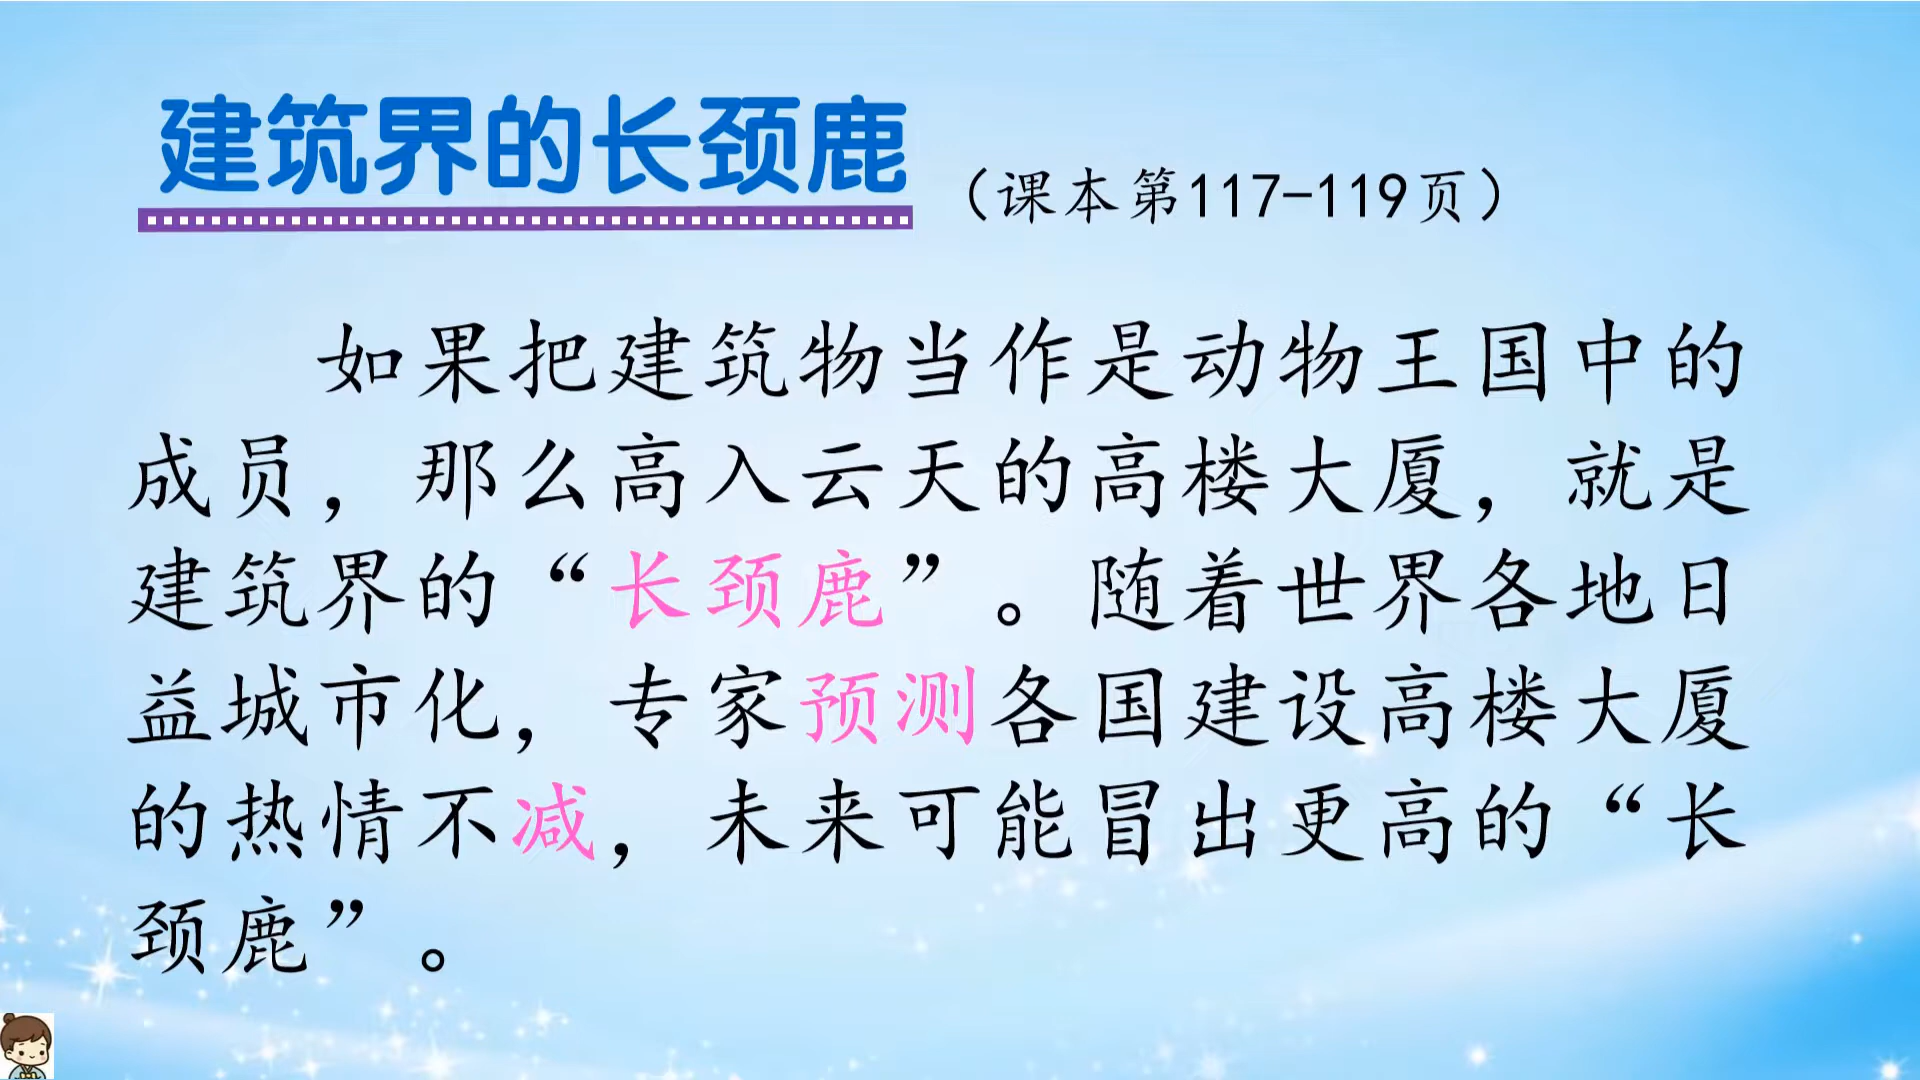 建筑界的长颈鹿
（课本第117-119页）
如果把建筑物当作是动物王国中的
成员，那么高入云天的高楼大厦，就是
建筑界的“长颈鹿”。随着世界各地日
益城市化，专家预测各国建设高楼大厦
的热情不减，未来可能冒出更高的“长
颈鹿”。